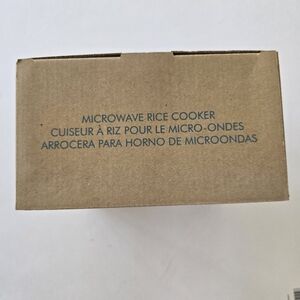 MICROWAVE RICE COOKER
CUISEUR À RIZ POUR LE MICRO-ONDES
ARROCERA PARA HORNO DE MICROONDAS